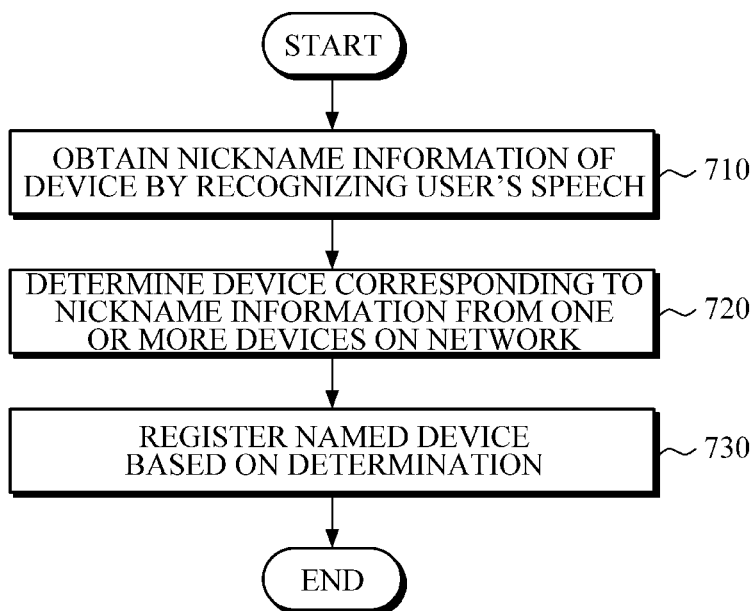 START
OBTAIN NICKNAME INFORMATION OF
DEVICE BY RECOGNIZING USER'S SPEECH
710
DETERMINE DEVICE CORRESPONDING TO
NICKNAME INFORMATION FROM ONE
OR MORE DEVICES ON NETWORK
720
REGISTER NAMED DEVICE
BASED ON DETERMINATION
730
END